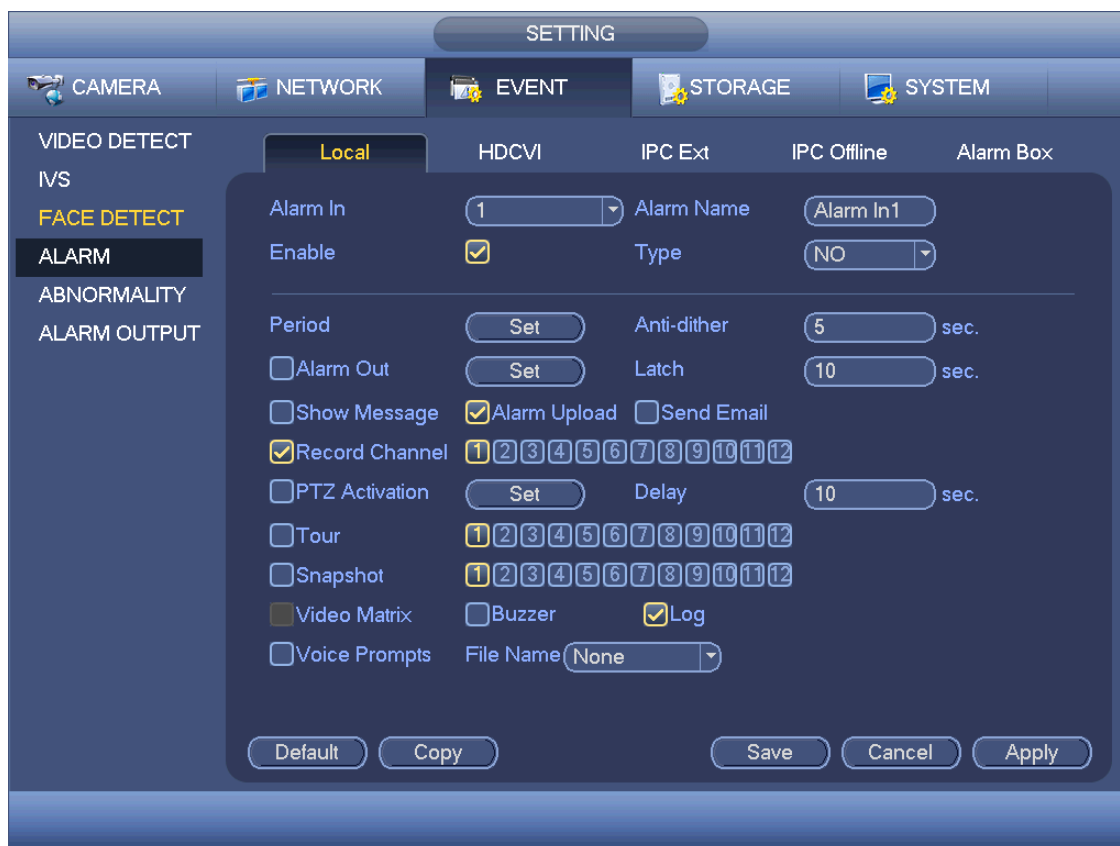 SETTING
CAMERA NETWORK EVENT STORAGE SYSTEM
VIDEO DETECT
IVS
FACE DETECT
ALARM
ABNORMALITY
ALARM OUTPUT
Local HDCVI IPC Ext IPC Offline Alarm Box
Alarm In 1 Alarm Name Alarm In1
Enable Type NO
Period Set Anti-dither 5 sec.
Alarm Out Set Latch 10 sec.
Show Message Alarm Upload Send Email
Record Channel 1 2 3 4 5 6 7 8 9 10 11 12
PTZ Activation Set Delay 10 sec.
Tour 1 2 3 4 5 6 7 8 9 10 11 12
Snapshot 1 2 3 4 5 6 7 8 9 10 11 12
Video Matrix Buzzer Log
Voice Prompts File Name None
Default Copy Save Cancel Apply